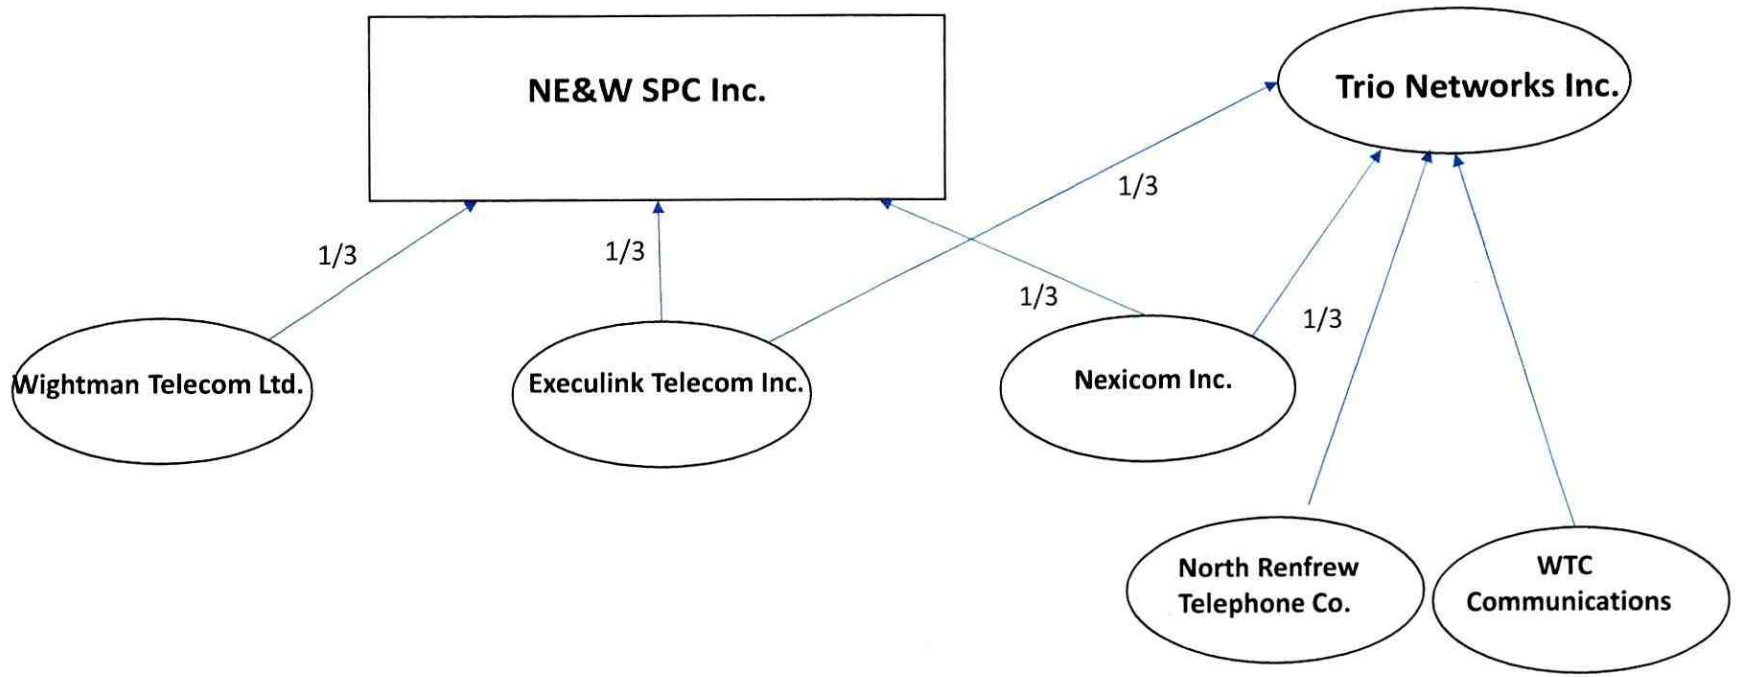 NE&W SPC Inc.
Trio Networks Inc.
1/3
1/3
1/3
1/3
1/3
Wightman Telecom Ltd.
Execulink Telecom Inc.
Nexicom Inc.
North Renfrew
Telephone Co.
WTC
Communications